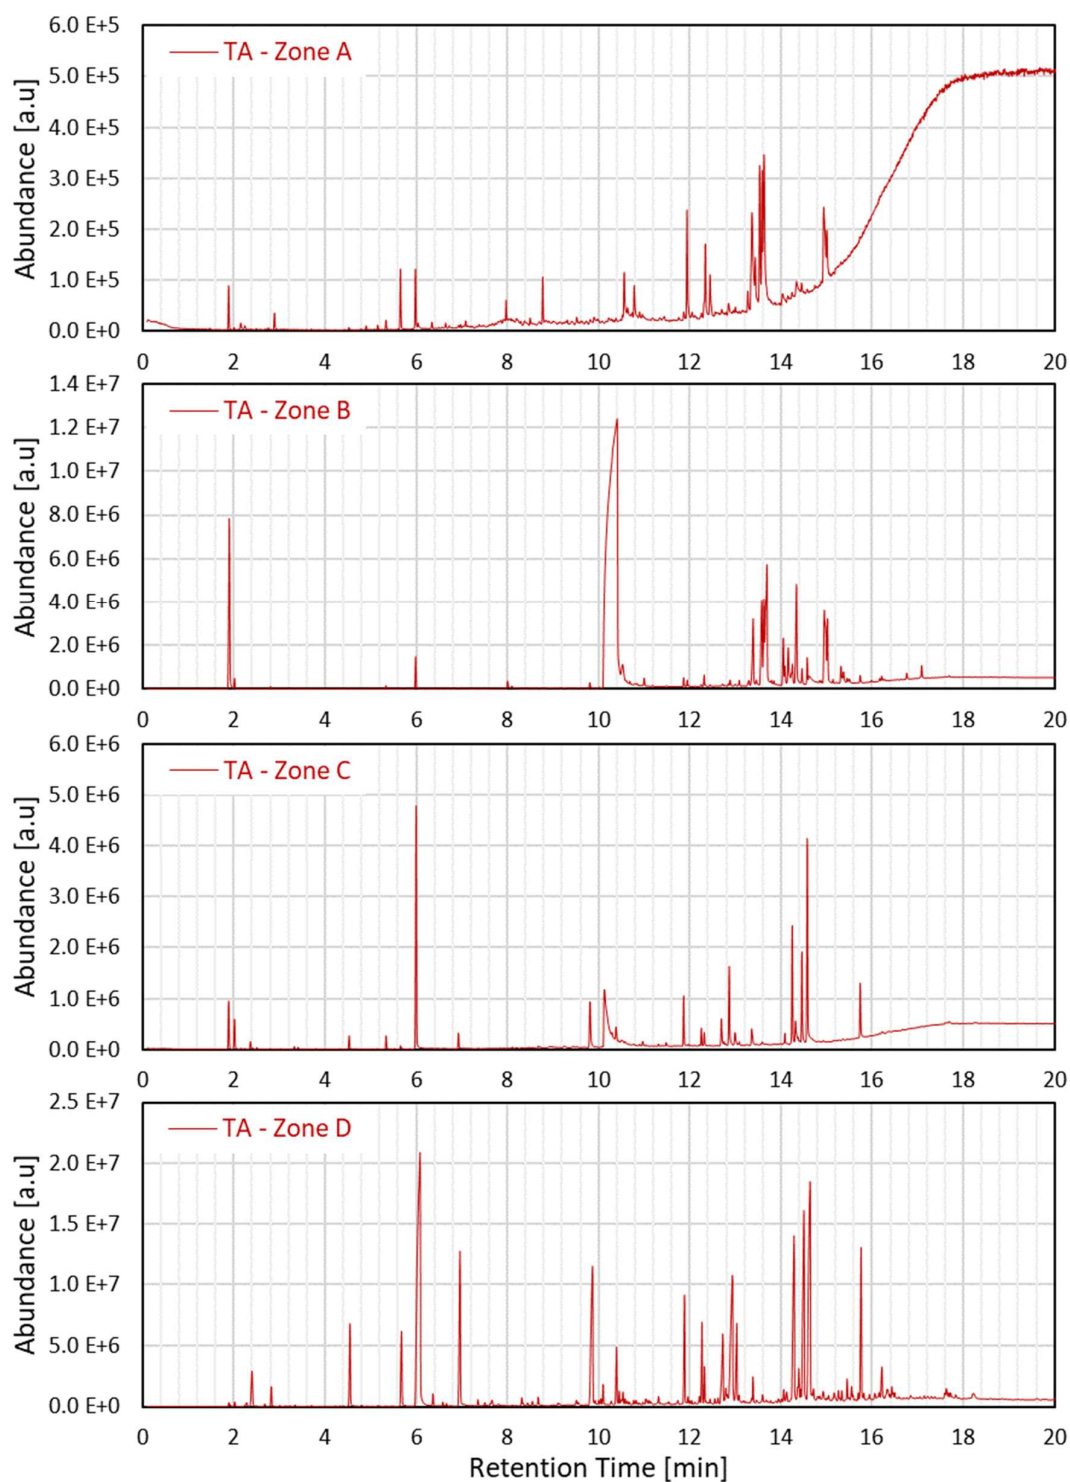 TA - Zone A
Abundance [a.u]
6.0 E+5
5.0 E+5
4.0 E+5
3.0 E+5
2.0 E+5
1.0 E+5
0.0 E+0
0 2 4 6 8 10 12 14 16 18 20
TA - Zone B
Abundance [a.u]
1.4 E+7
1.2 E+7
1.0 E+7
8.0 E+6
6.0 E+6
4.0 E+6
2.0 E+6
0.0 E+0
0 2 4 6 8 10 12 14 16 18 20
TA - Zone C
Abundance [a.u]
6.0 E+6
5.0 E+6
4.0 E+6
3.0 E+6
2.0 E+6
1.0 E+6
0.0 E+0
0 2 4 6 8 10 12 14 16 18 20
TA - Zone D
Abundance [a.u]
2.5 E+7
2.0 E+7
1.5 E+7
1.0 E+7
5.0 E+6
0.0 E+0
0 2 4 6 8 10 12 14 16 18 20
Retention Time [min]